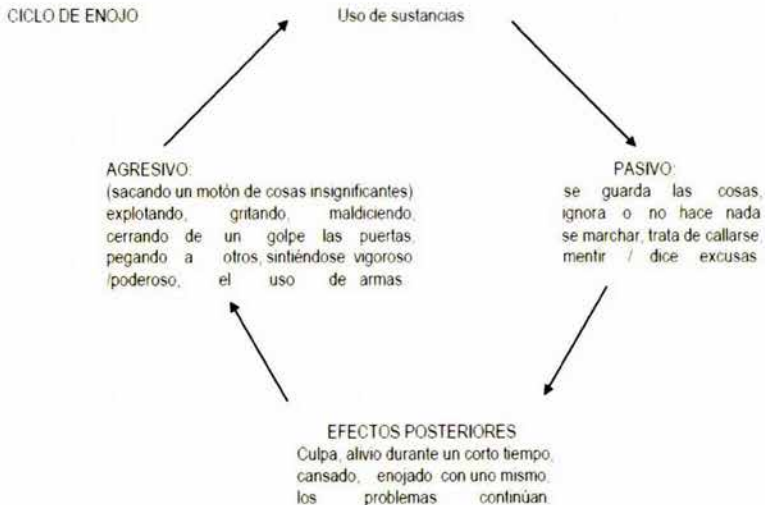 CICLO DE ENOJO
Uso de sustancias
AGRESIVO:
(sacando un motón de cosas insignificantes)
explotando, gritando, maldiciendo,
cerrando de un golpe las puertas,
pegando a otros, sintiéndose vigoroso
/poderoso, el uso de armas
PASIVO:
se guarda las cosas,
ignora o no hace nada
se marchar, trata de callarse,
mentir / dice excusas
EFECTOS POSTERIORES
Culpa, alivio durante un corto tiempo,
cansado, enojado con uno mismo,
los problemas continúan.